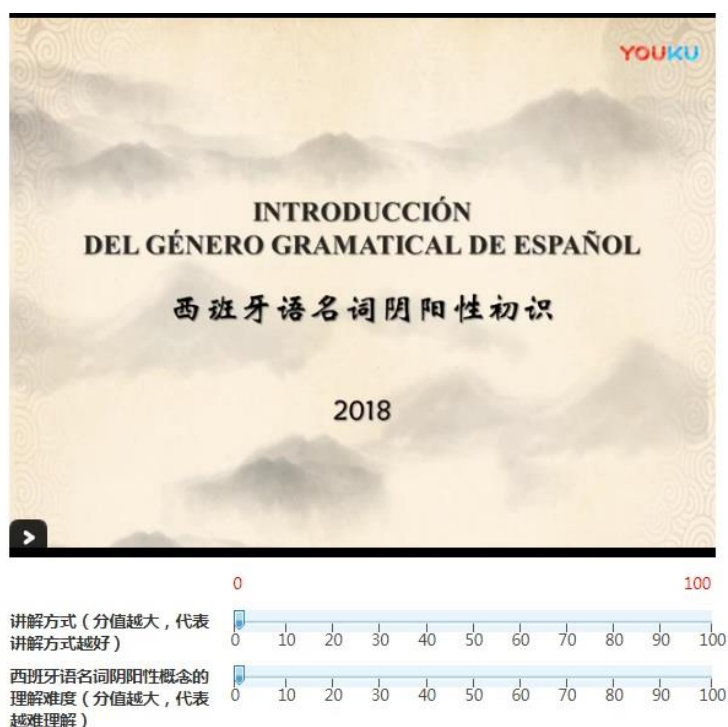 YOUKU
INTRODUCCIÓN
DEL GÉNERO GRAMATICAL DE ESPAÑOL
西班牙语名词阴阳性初识
2018
0 100
讲解方式（分值越大，代表
讲解方式越好）
0 10 20 30 40 50 60 70 80 90 100
西班牙语名词阴阳性概念的
理解难度（分值越大，代表
越难理解）
0 10 20 30 40 50 60 70 80 90 100